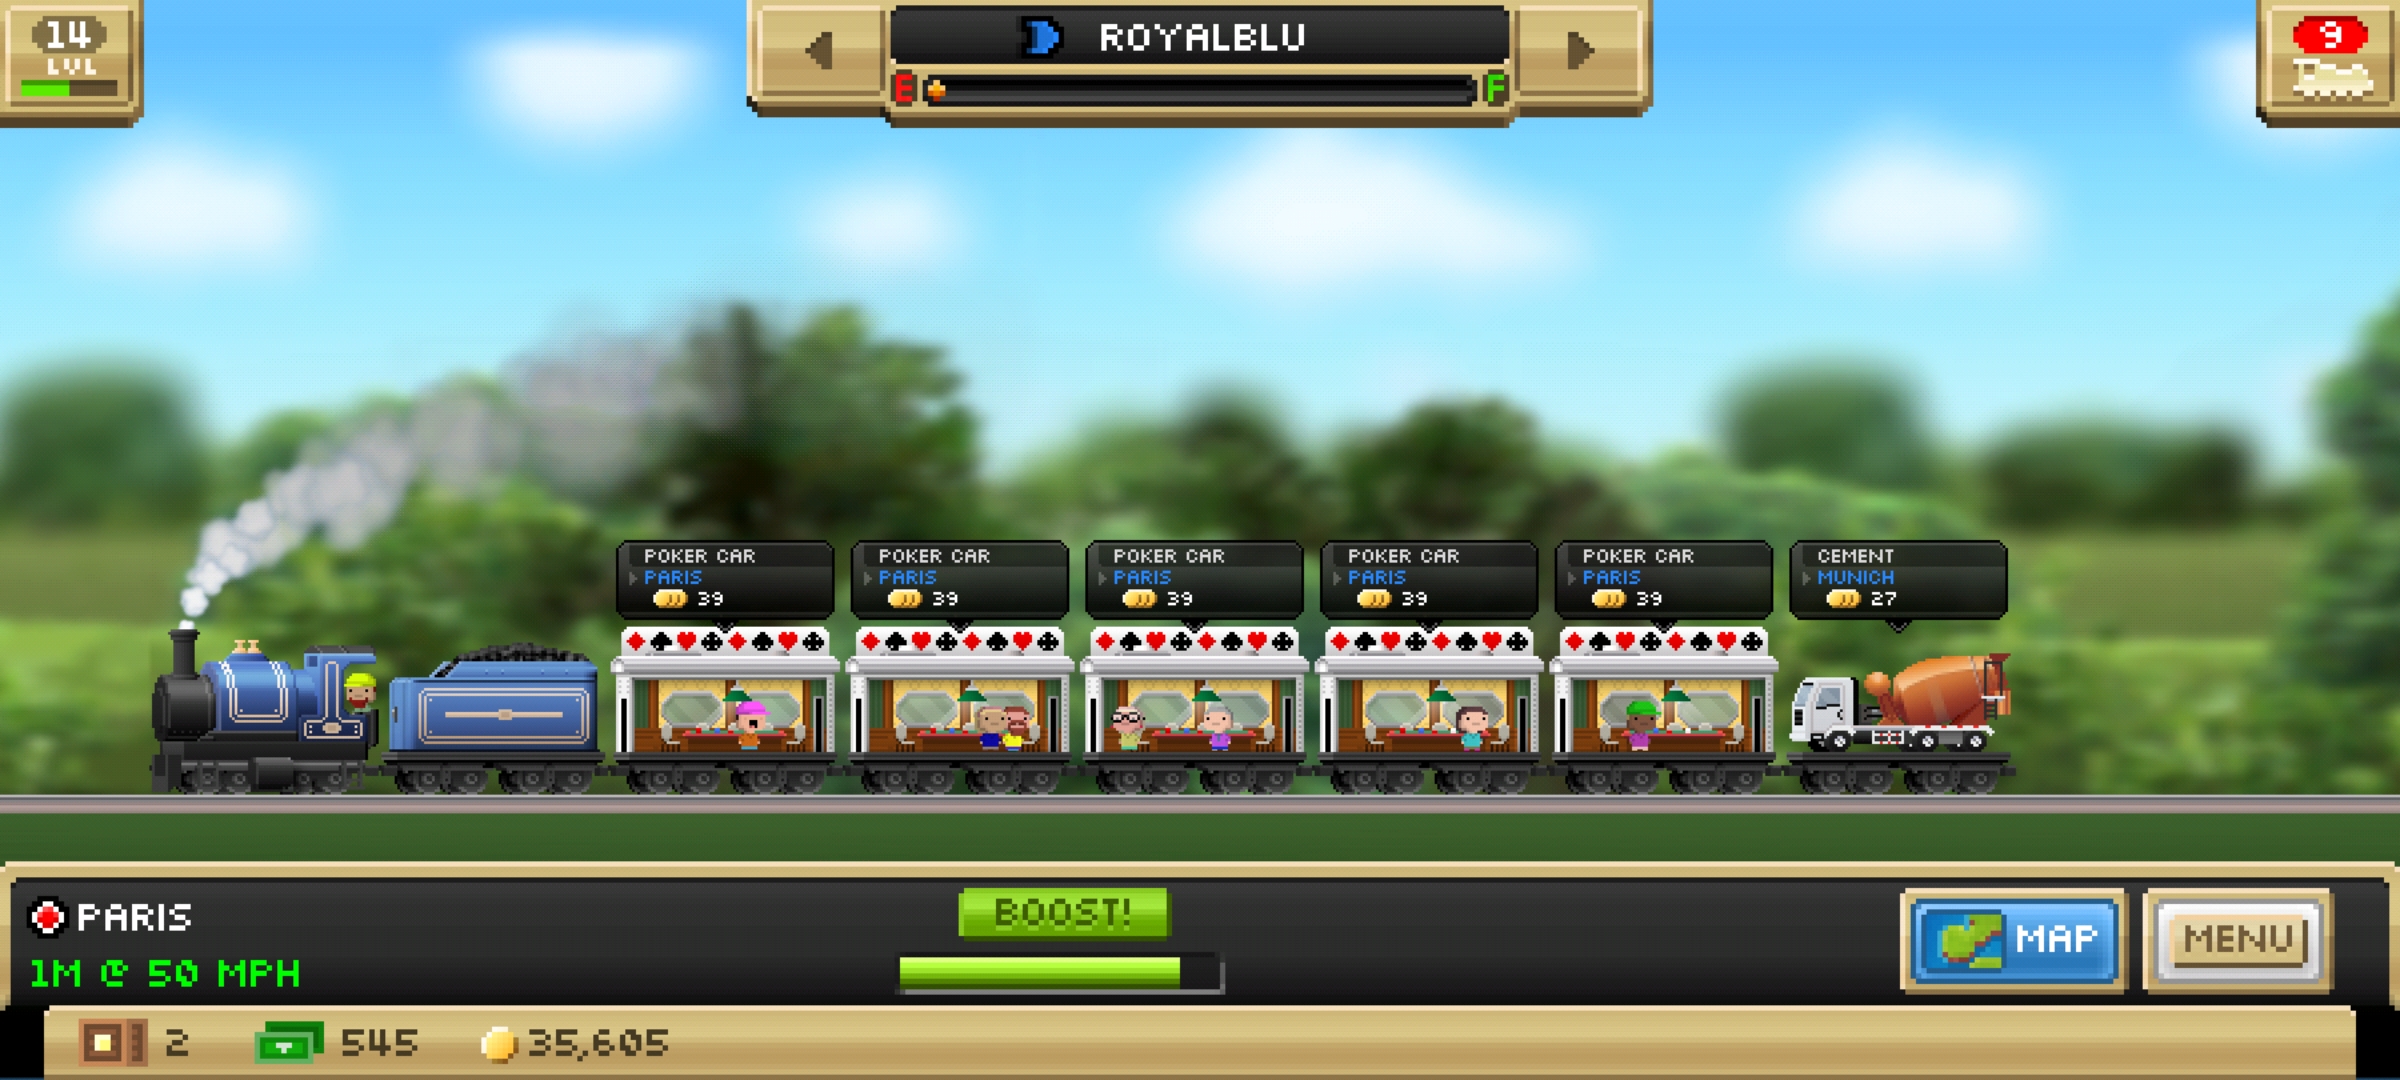 14
LVL
ROYALBLU
E F
9
POKER CAR
PARIS
39
POKER CAR
PARIS
39
POKER CAR
PARIS
39
POKER CAR
PARIS
39
POKER CAR
PARIS
39
CEMENT
MUNICH
27
PARIS
1M @ 50 MPH
BOOST!
MAP
MENU
2
545
35,605